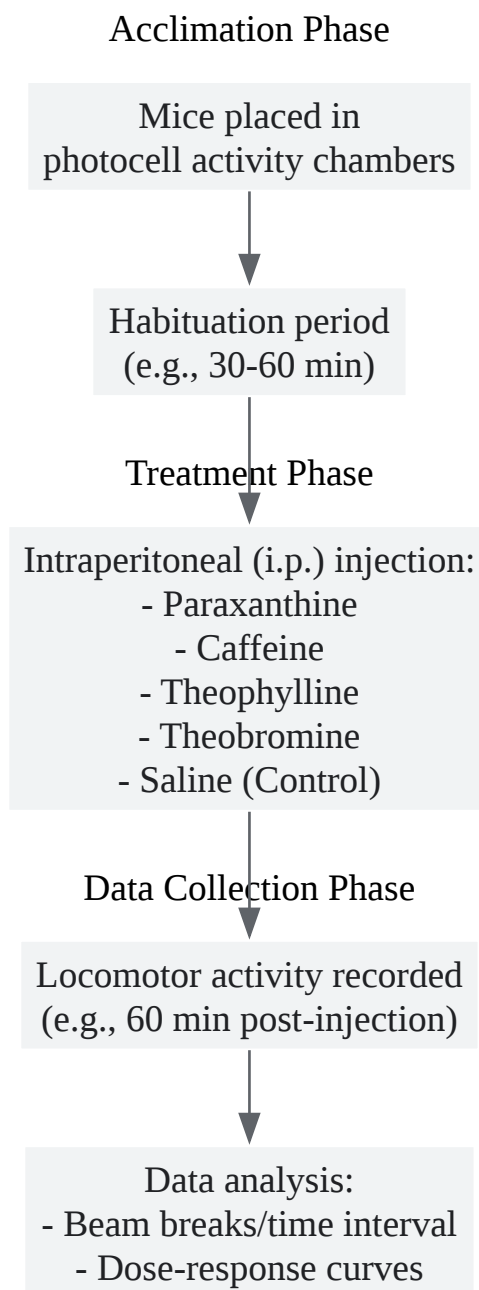 Acclimation Phase
Mice placed in
photocell activity chambers
Habituation period
(e.g., 30-60 min)
Treatment Phase
Intraperitoneal (i.p.) injection:
- Paraxanthine
- Caffeine
- Theophylline
- Theobromine
- Saline (Control)
Data Collection Phase
Locomotor activity recorded
(e.g., 60 min post-injection)
Data analysis:
- Beam breaks/time interval
- Dose-response curves